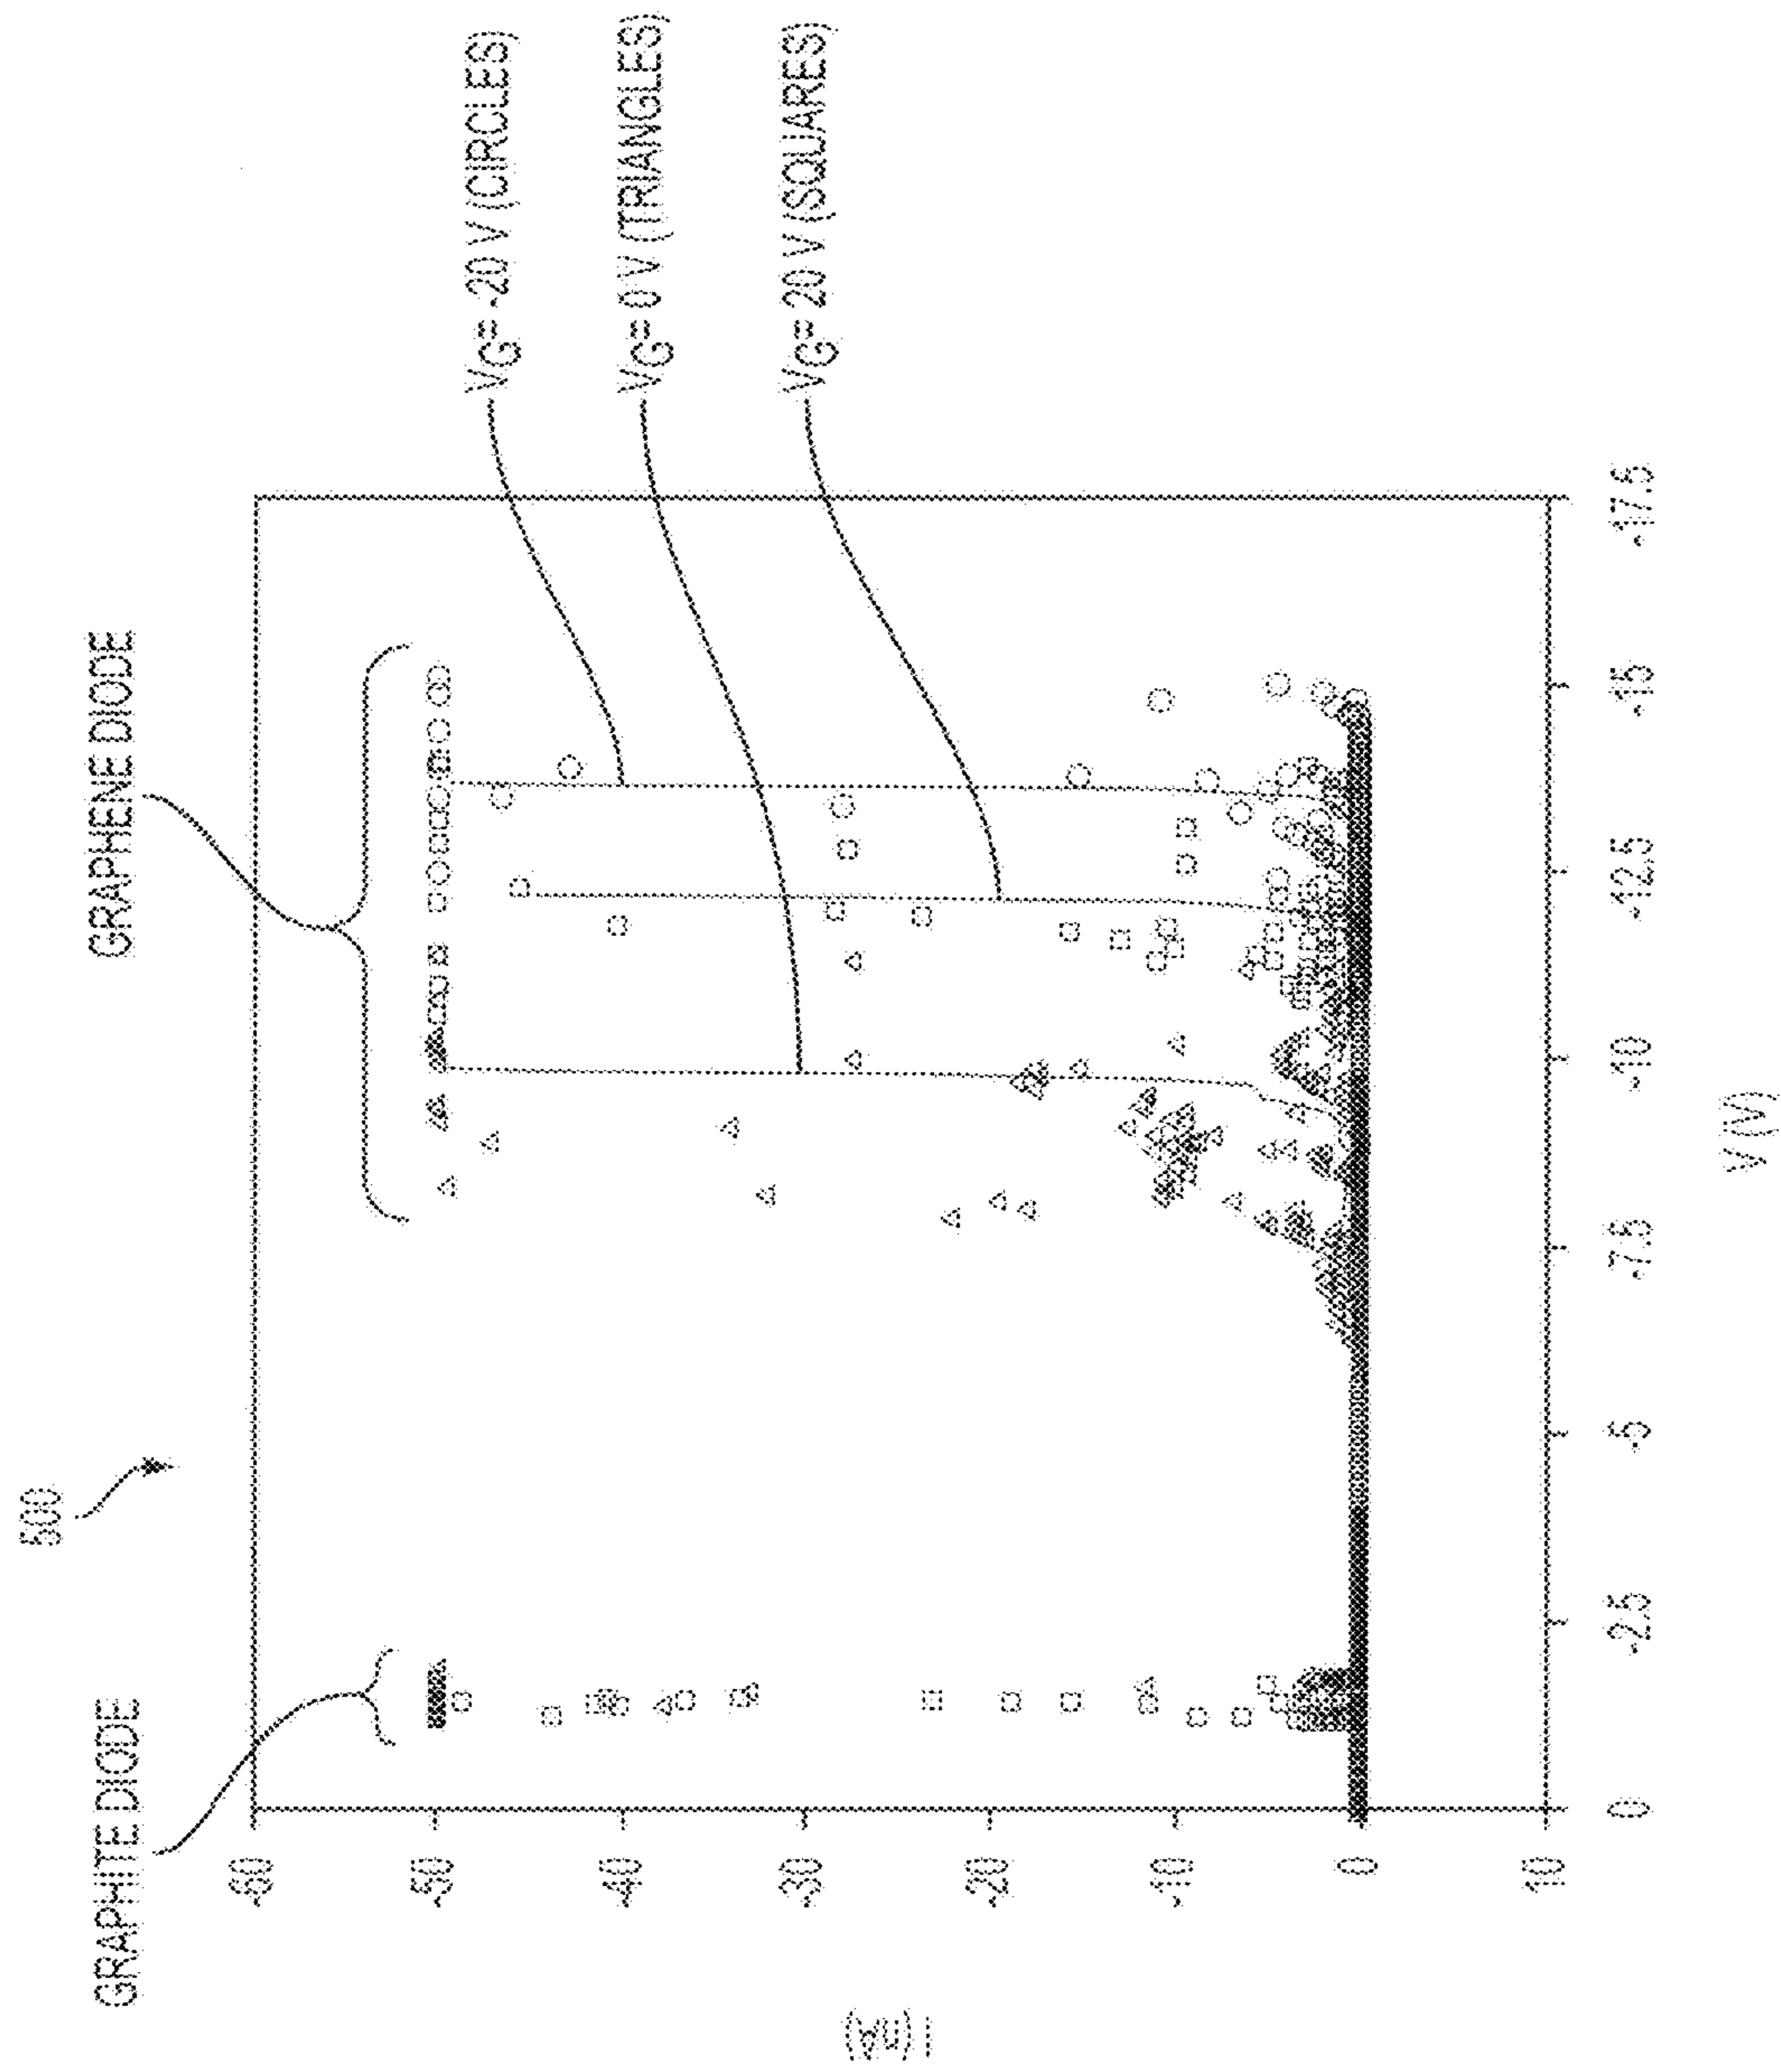 500
GRAPHITE DIODE
GRAPHENE DIODE
VG= -20 V (CIRCLES)
VG= 0 V (TRIANGLES)
VG= 20 V (SQUARES)
I (nA)
-60
-50
-40
-30
-20
-10
0
10
0
-2.5
-5
-7.5
-10
-12.5
-15
-17.5
V (V)